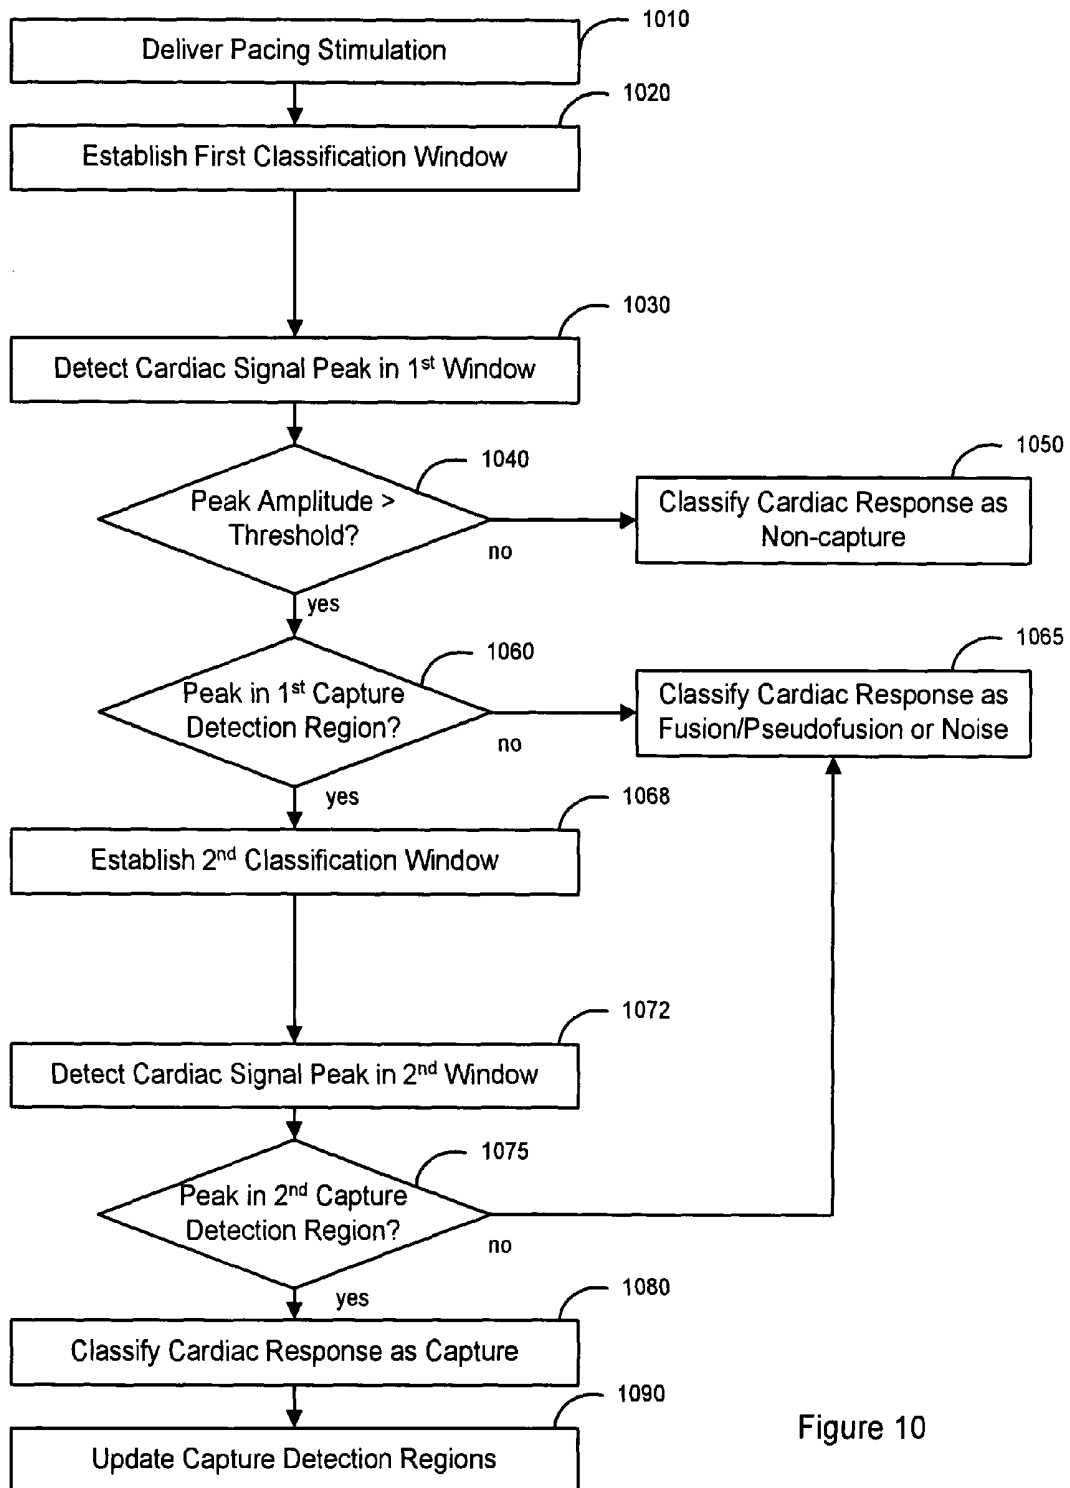 1010
Deliver Pacing Stimulation
1020
Establish First Classification Window
1030
Detect Cardiac Signal Peak in 1st Window
1040
Peak Amplitude >
Threshold?
no
yes
1050
Classify Cardiac Response as
Non-capture
1060
Peak in 1st Capture
Detection Region?
no
yes
1065
Classify Cardiac Response as
Fusion/Pseudofusion or Noise
1068
Establish 2nd Classification Window
1072
Detect Cardiac Signal Peak in 2nd Window
1075
Peak in 2nd Capture
Detection Region?
no
yes
1080
Classify Cardiac Response as Capture
1090
Update Capture Detection Regions
Figure 10